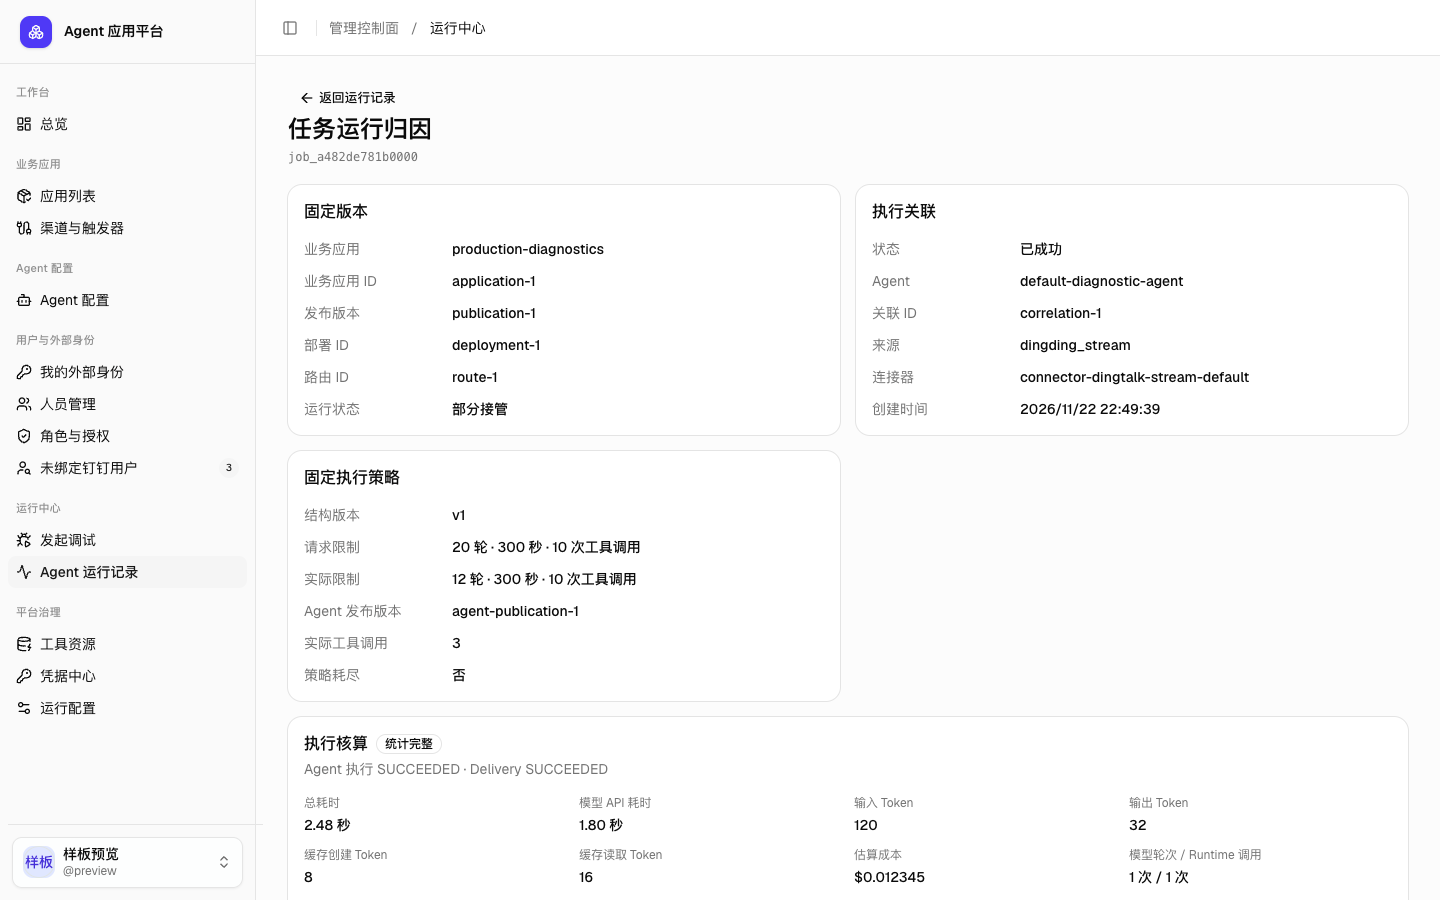 Agent 应用平台
工作台
总览
业务应用
应用列表
渠道与触发器
Agent 配置
Agent 配置
用户与外部身份
我的外部身份
人员管理
角色与授权
未绑定钉钉用户 3
运行中心
发起调试
Agent 运行记录
平台治理
工具资源
凭据中心
运行配置
样板 样板预览
@preview
管理控制面 / 运行中心
返回运行记录
任务运行归因
job_a482de781b0000
固定版本
业务应用 production-diagnostics
业务应用 ID application-1
发布版本 publication-1
部署 ID deployment-1
路由 ID route-1
运行状态 部分接管
执行关联
状态 已成功
Agent default-diagnostic-agent
关联 ID correlation-1
来源 dingding_stream
连接器 connector-dingtalk-stream-default
创建时间 2026/11/22 22:49:39
固定执行策略
结构版本 v1
请求限制 20 轮 · 300 秒 · 10 次工具调用
实际限制 12 轮 · 300 秒 · 10 次工具调用
Agent 发布版本 agent-publication-1
实际工具调用 3
策略耗尽 否
执行核算 统计完整
Agent 执行 SUCCEEDED · Delivery SUCCEEDED
总耗时 模型 API 耗时 输入 Token 输出 Token
2.48 秒 1.80 秒 120 32
缓存创建 Token 缓存读取 Token 估算成本 模型轮次 / Runtime 调用
8 16 $0.012345 1 次 / 1 次